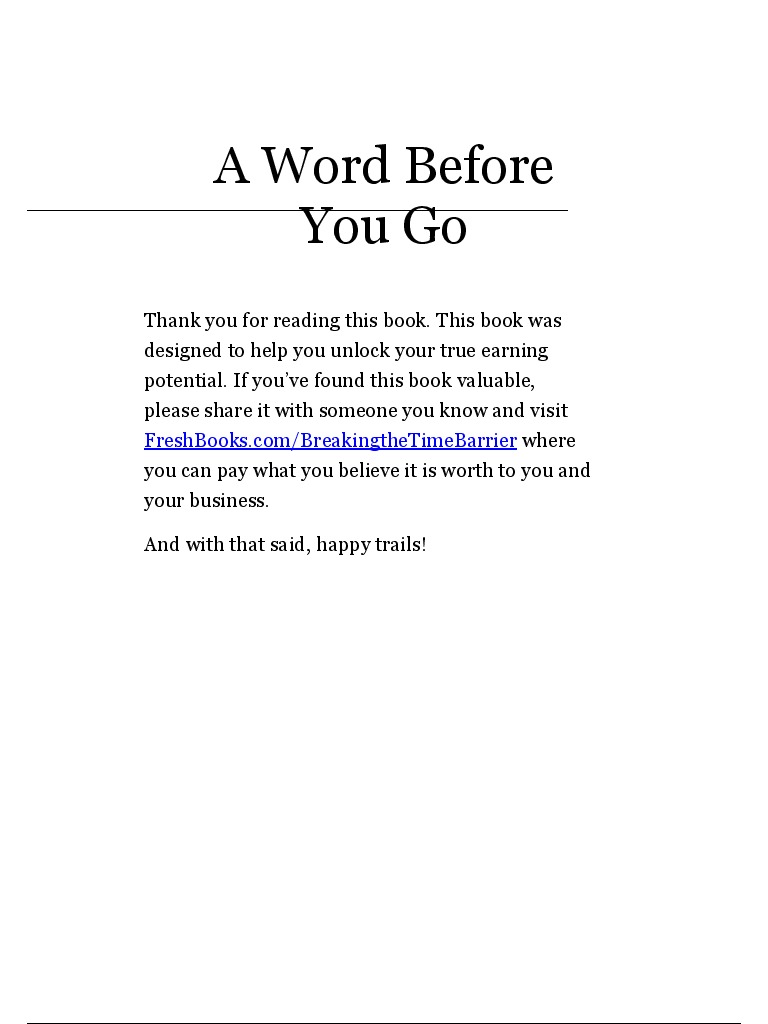 A Word Before
You Go
Thank you for reading this book. This book was
designed to help you unlock your true earning
potential. If you’ve found this book valuable,
please share it with someone you know and visit
FreshBooks.com/BreakingtheTimeBarrier where
you can pay what you believe it is worth to you and
your business.
And with that said, happy trails!